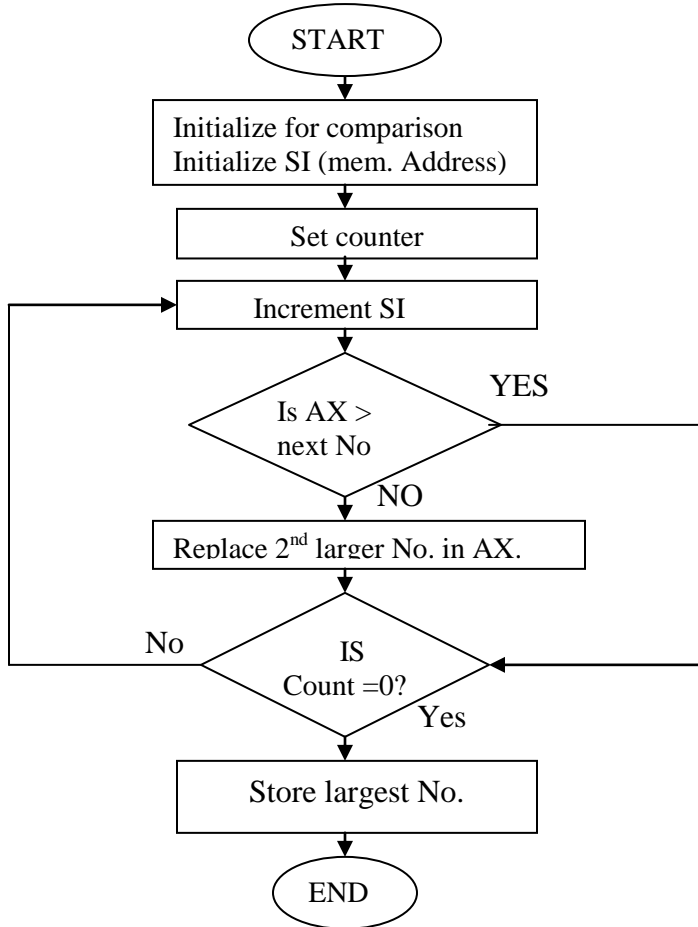 START
Initialize for comparison
Initialize SI (mem. Address)
Set counter
Increment SI
YES
Is AX >
next No
NO
Replace 2nd larger No. in AX.
No
IS
Count =0?
Yes
Store largest No.
END